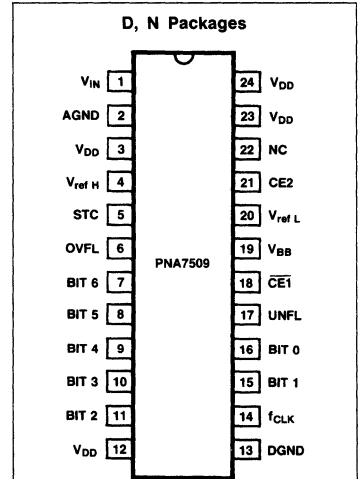 D, N Packages
VIN 1 24 VDD
AGND 2 23 VDD
VDD 3 22 NC
Vref H 4 21 CE2
STC 5 20 Vref L
OVFL 6 19 VBB
PNA7509
BIT 6 7 18 CE1
BIT 5 8 17 UNFL
BIT 4 9 16 BIT 0
BIT 3 10 15 BIT 1
BIT 2 11 14 fCLK
VDD 12 13 DGND